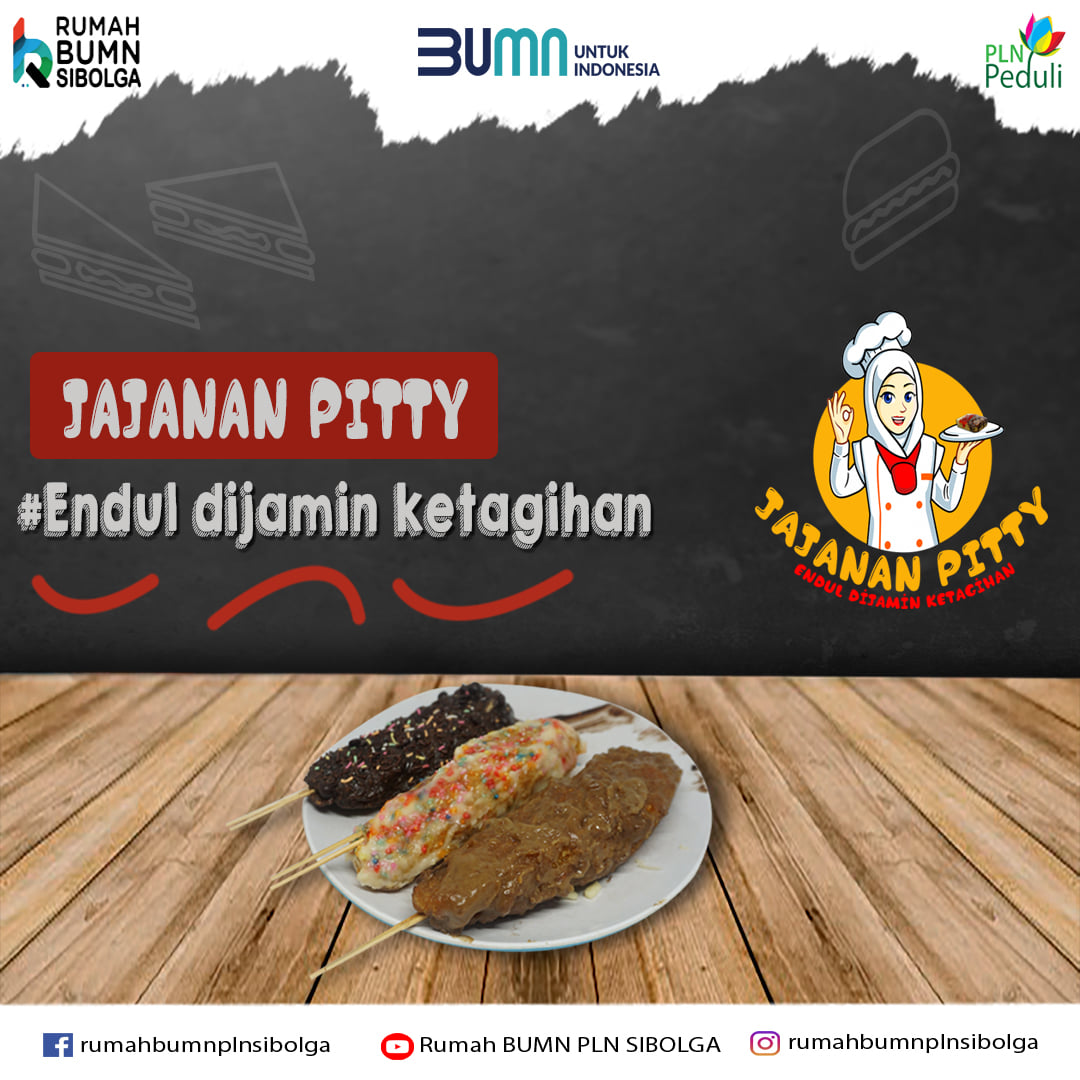 RUMAH
BUMN
SIBOLGA
BUMN UNTUK
INDONESIA
PLN
Peduli
JAJANAN PITTY
#Endul dijamin ketagihan
JAJANAN PITTY
ENDUL DIJAMIN KETAGIHAN
rumahbumnplnsibolga
Rumah BUMN PLN SIBOLGA
rumahbumnplnsibolga